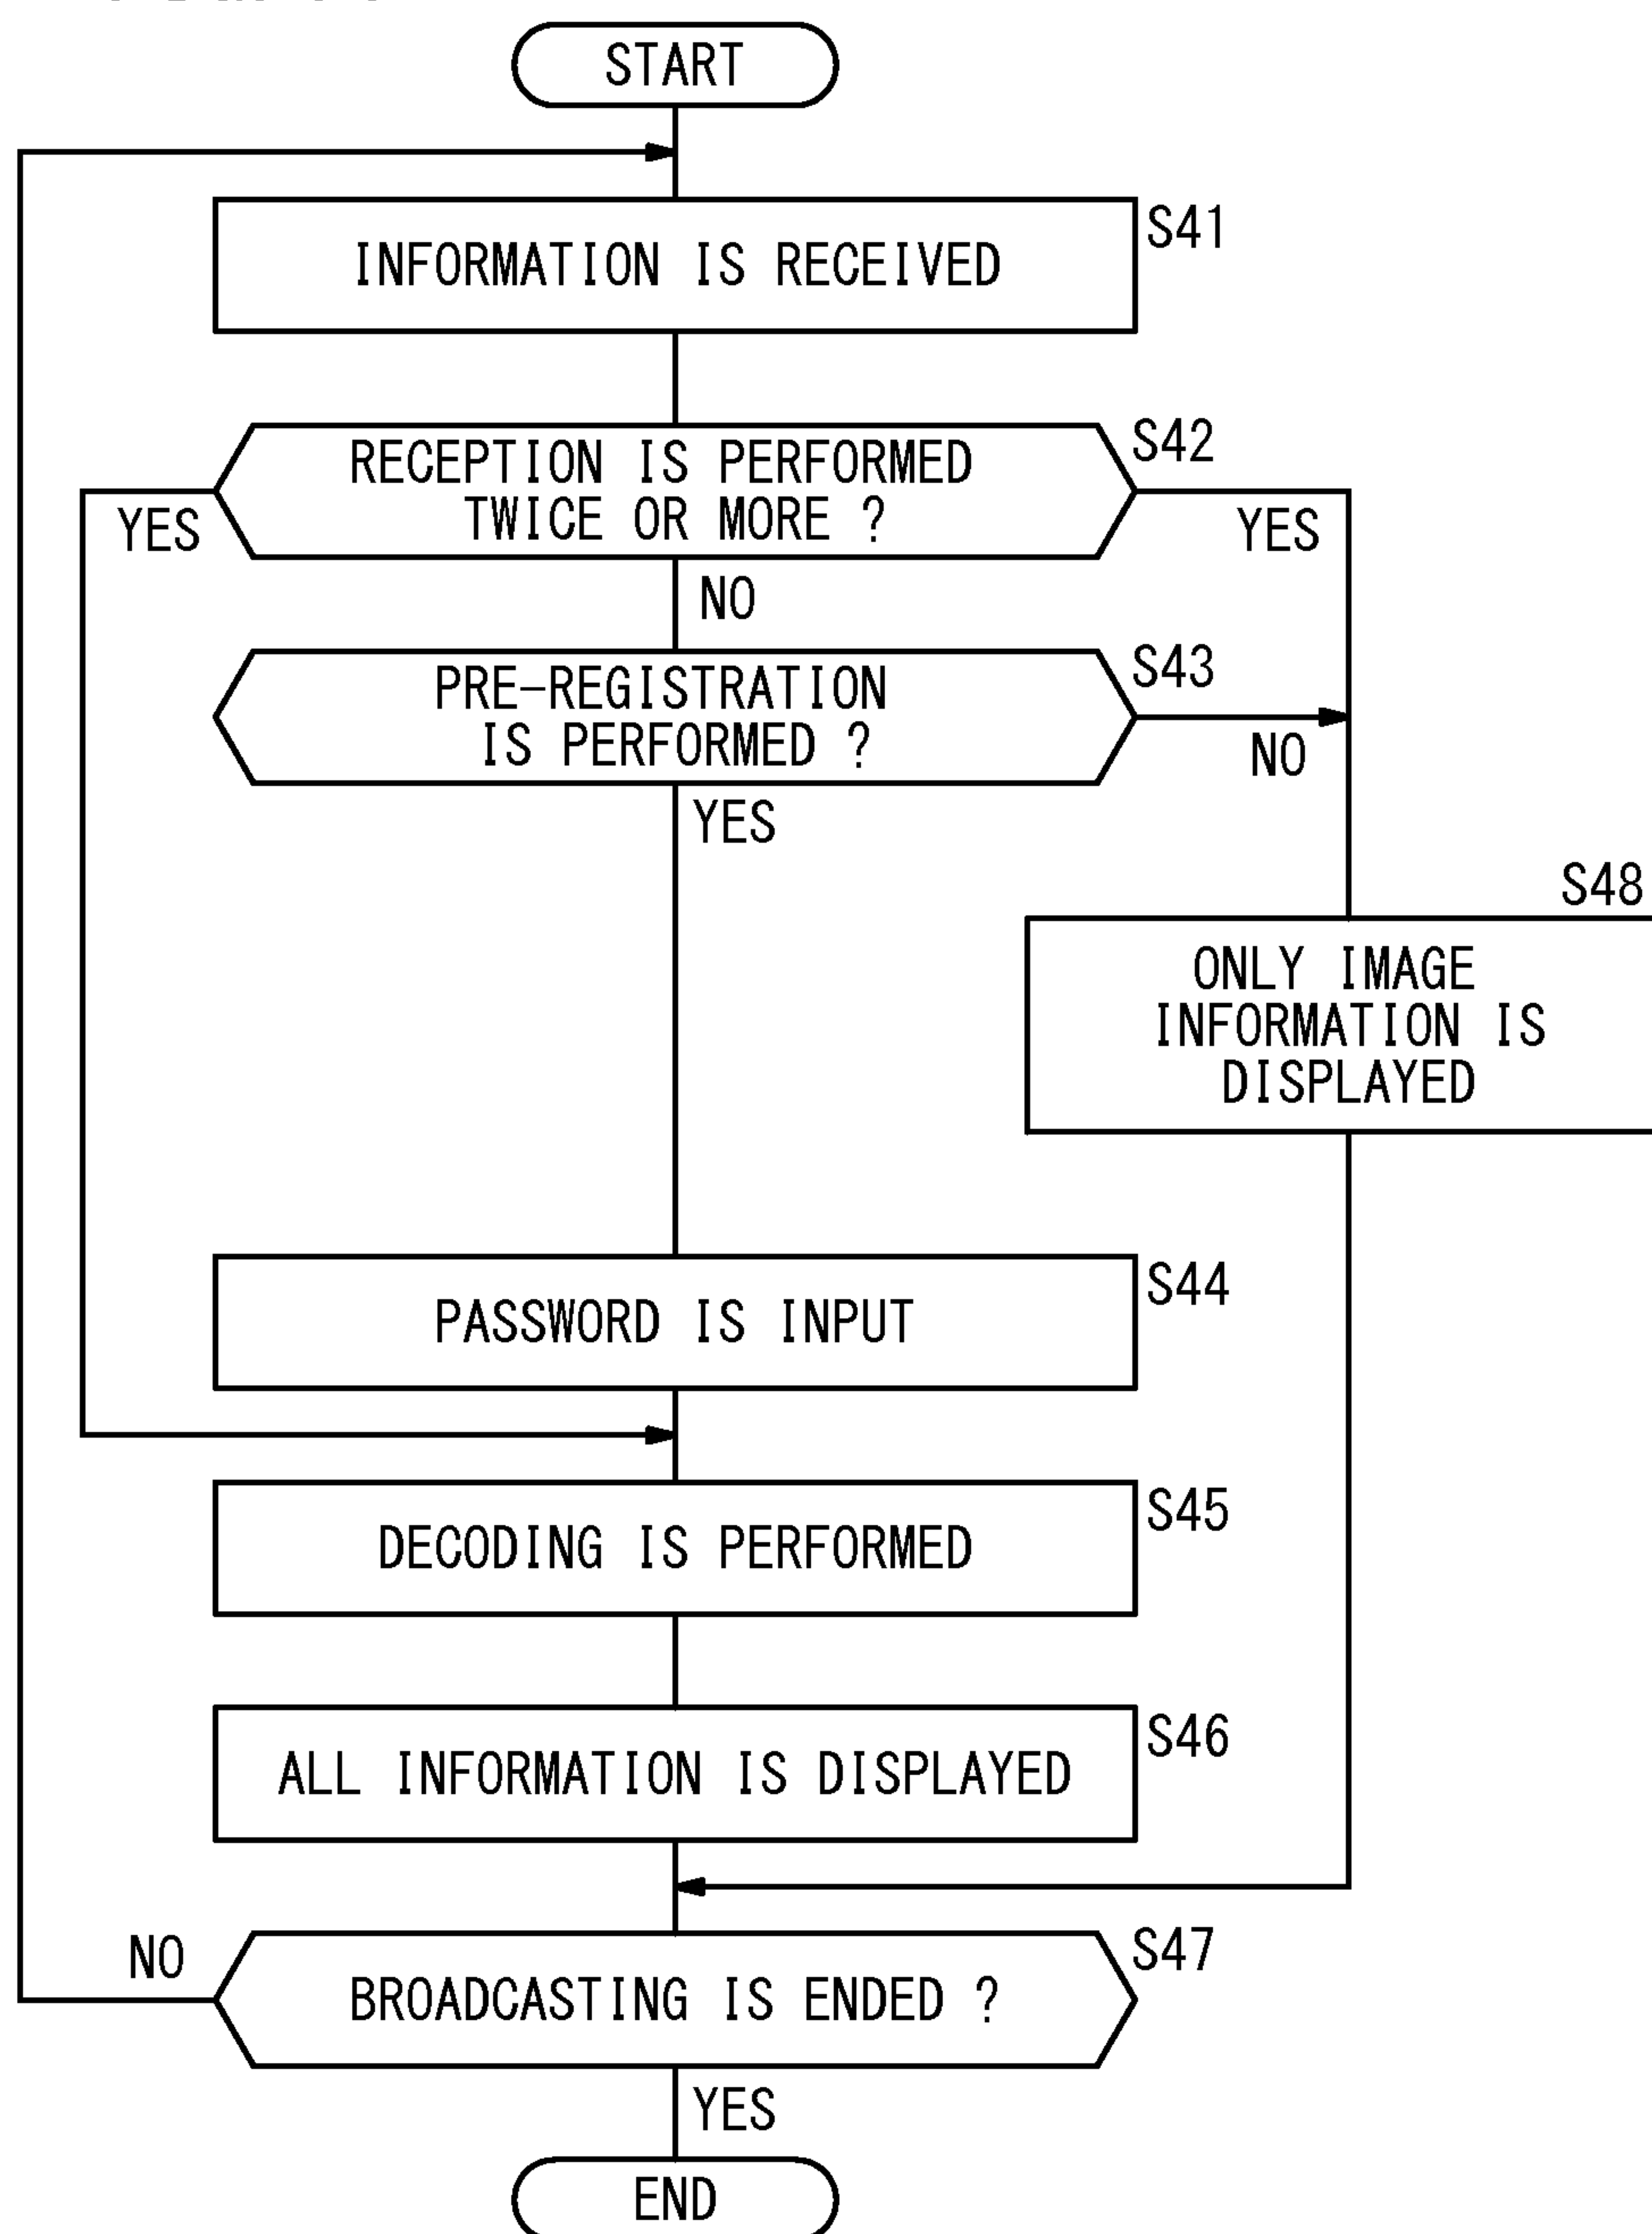 START
S41
INFORMATION IS RECEIVED
S42
RECEPTION IS PERFORMED
TWICE OR MORE ?
YES
YES
NO
S43
PRE-REGISTRATION
IS PERFORMED ?
NO
YES
S48
ONLY IMAGE
INFORMATION IS
DISPLAYED
S44
PASSWORD IS INPUT
S45
DECODING IS PERFORMED
S46
ALL INFORMATION IS DISPLAYED
S47
NO
BROADCASTING IS ENDED ?
YES
END